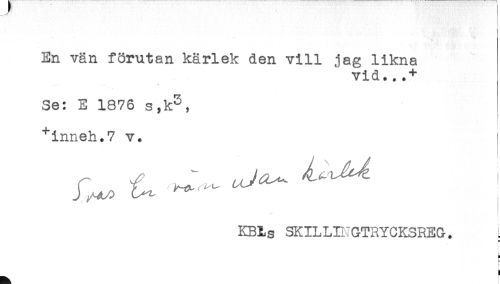 En vän förutan kärlek den vill jag likna
vid...+
Se: E 1876 s,k3,
+inneh.7 v.
Svas En vän utan kärlek
KBLs SKILLINGTRYCKSREG.